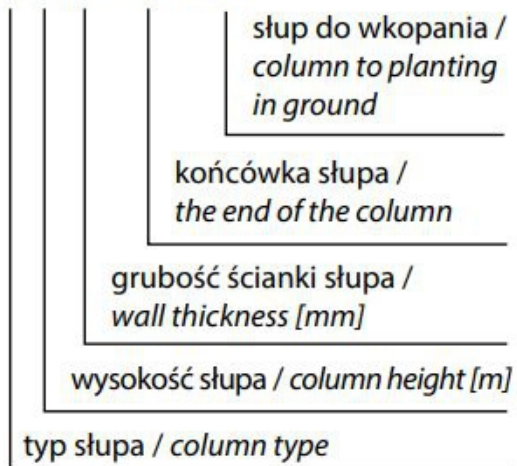 słup do wkopania /
column to planting
in ground
końcówka słupa /
the end of the column
grubość ścianki słupa /
wall thickness [mm]
wysokość słupa / column height [m]
typ słupa / column type